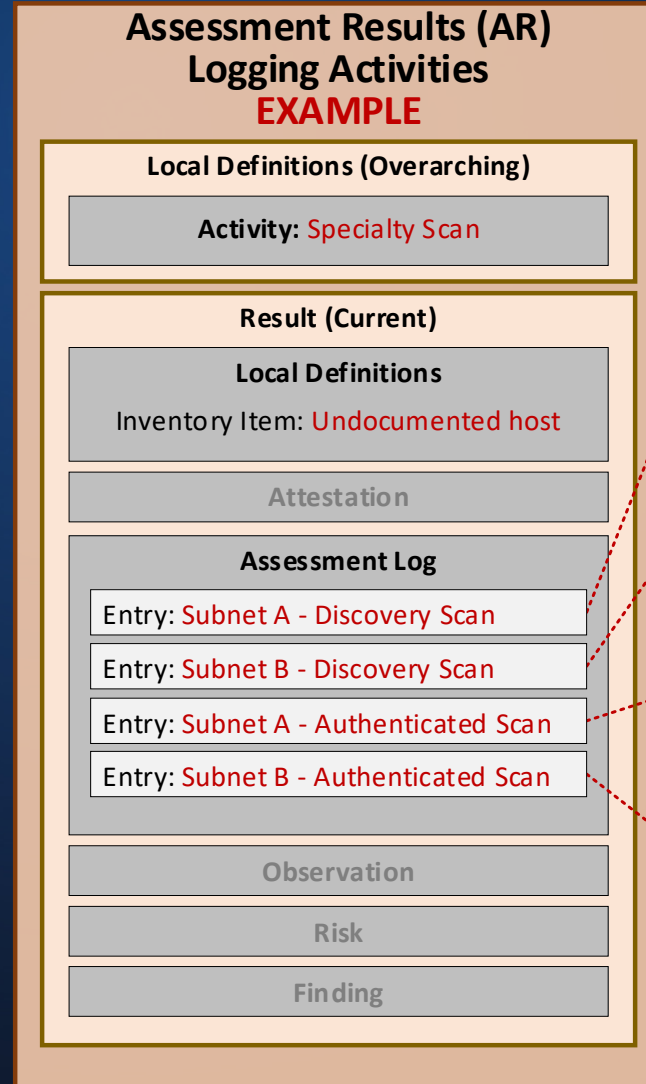 Assessment Results (AR)
Logging Activities
EXAMPLE
Local Definitions (Overarching)
Activity: Specialty Scan
Result (Current)
Local Definitions
Inventory Item: Undocumented host
Attestation
Assessment Log
Entry: Subnet A - Discovery Scan
Entry: Subnet B - Discovery Scan
Entry: Subnet A - Authenticated Scan
Entry: Subnet B - Authenticated Scan
Observation
Risk
Finding